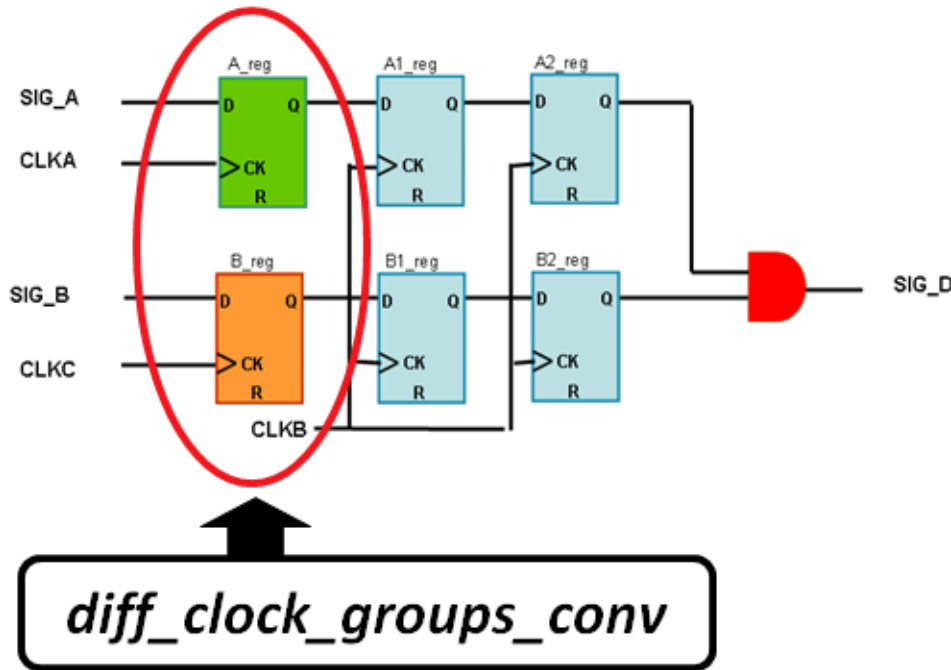 A_reg A1_reg A2_reg
SIG_A D Q D Q D Q
CLKA CK CK CK
R R R
B_reg B1_reg B2_reg
SIG_B D Q D Q D Q SIG_D
CLKC CK CK CK
R R R
CLKB
diff_clock_groups_conv